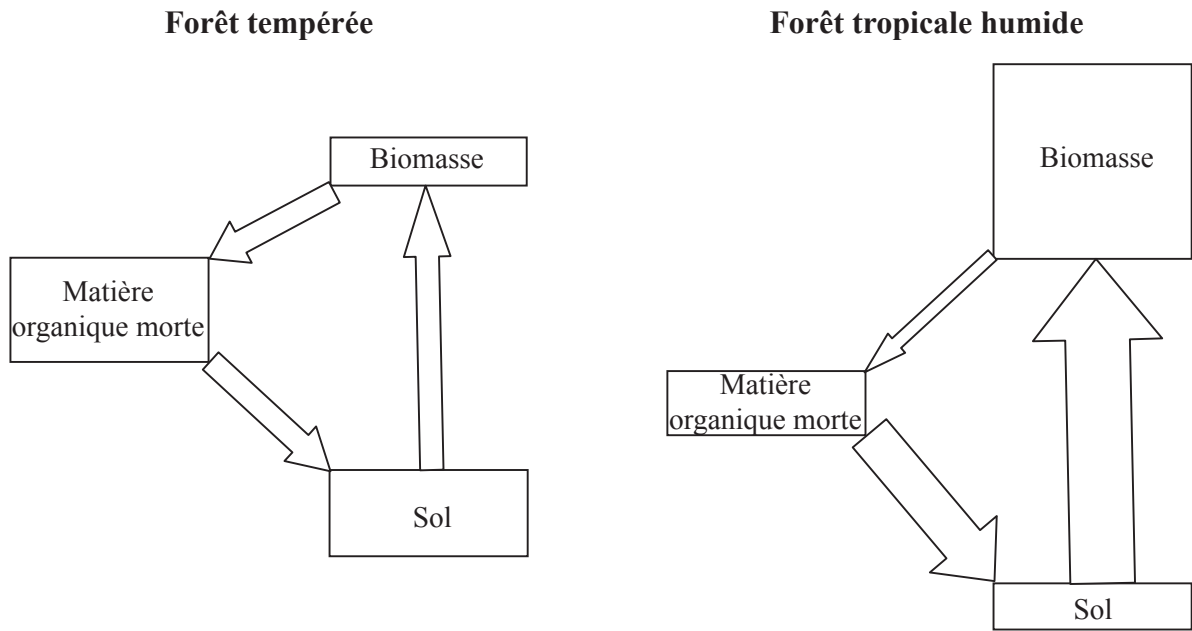 Forêt tempérée
Biomasse
Matière
organique morte
Sol
Forêt tropicale humide
Biomasse
Matière
organique morte
Sol